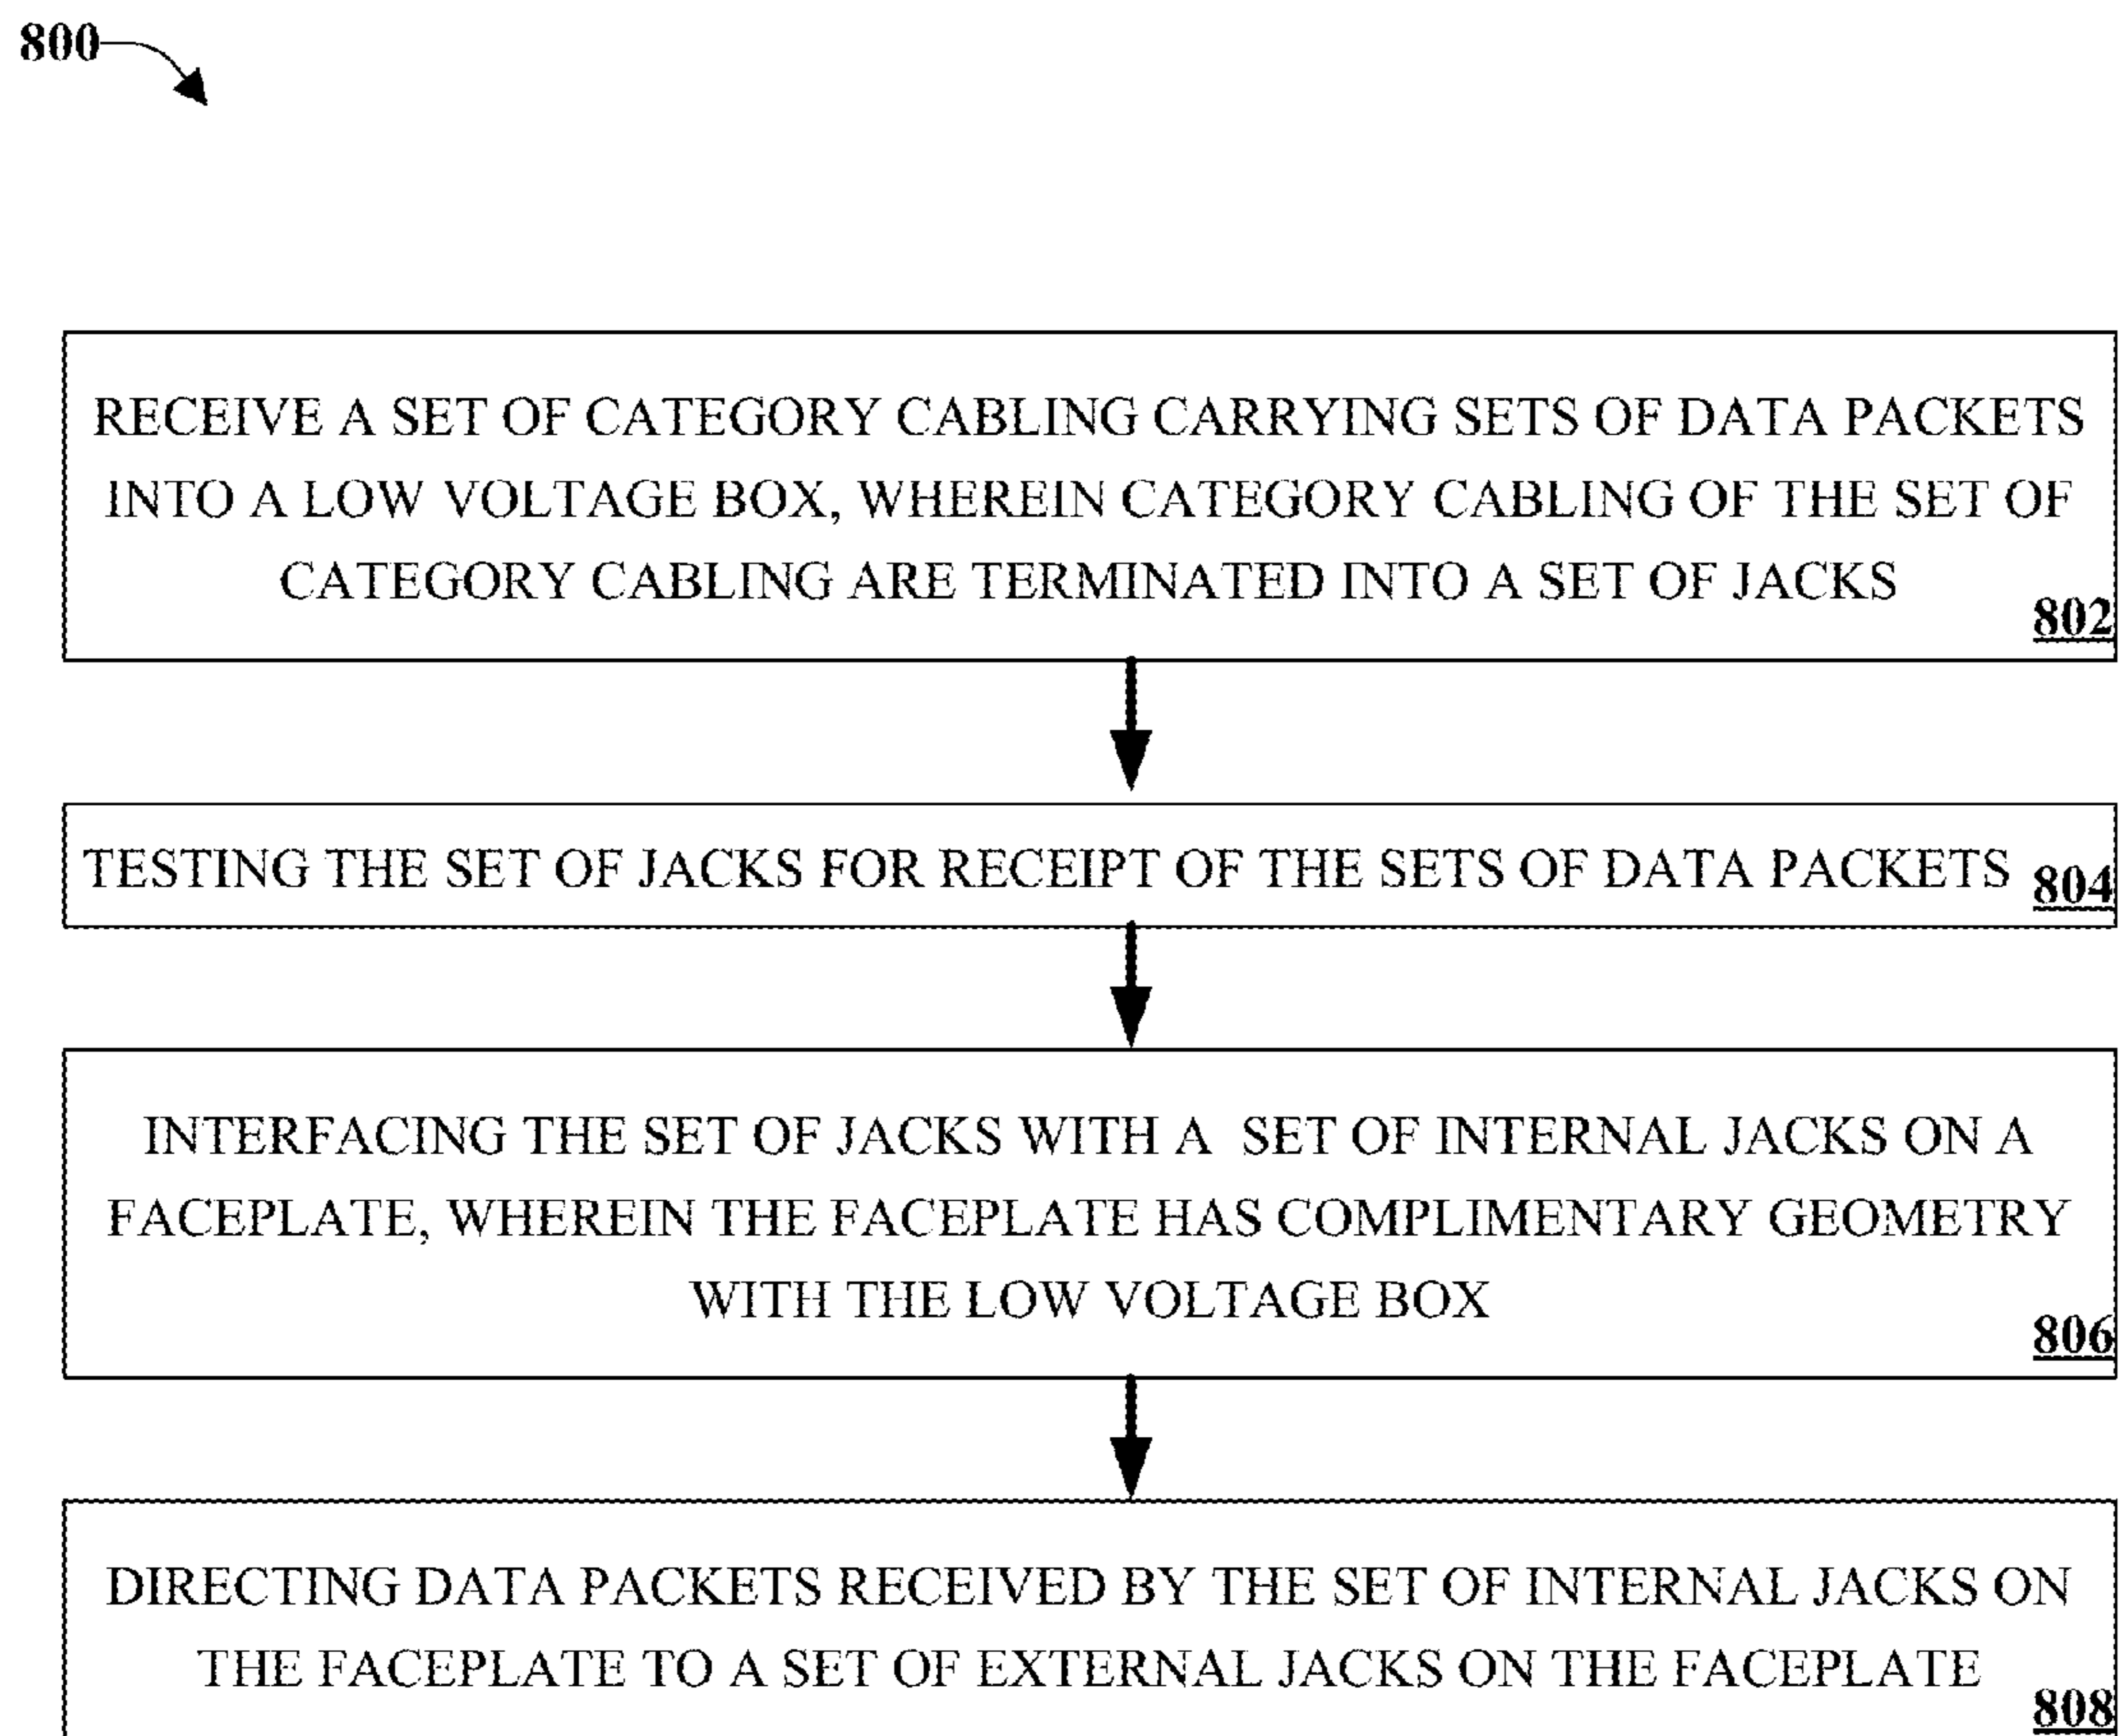 800
RECEIVE A SET OF CATEGORY CABLING CARRYING SETS OF DATA PACKETS
INTO A LOW VOLTAGE BOX, WHEREIN CATEGORY CABLING OF THE SET OF
CATEGORY CABLING ARE TERMINATED INTO A SET OF JACKS
802
TESTING THE SET OF JACKS FOR RECEIPT OF THE SETS OF DATA PACKETS
804
INTERFACING THE SET OF JACKS WITH A SET OF INTERNAL JACKS ON A
FACEPLATE, WHEREIN THE FACEPLATE HAS COMPLIMENTARY GEOMETRY
WITH THE LOW VOLTAGE BOX
806
DIRECTING DATA PACKETS RECEIVED BY THE SET OF INTERNAL JACKS ON
THE FACEPLATE TO A SET OF EXTERNAL JACKS ON THE FACEPLATE
808